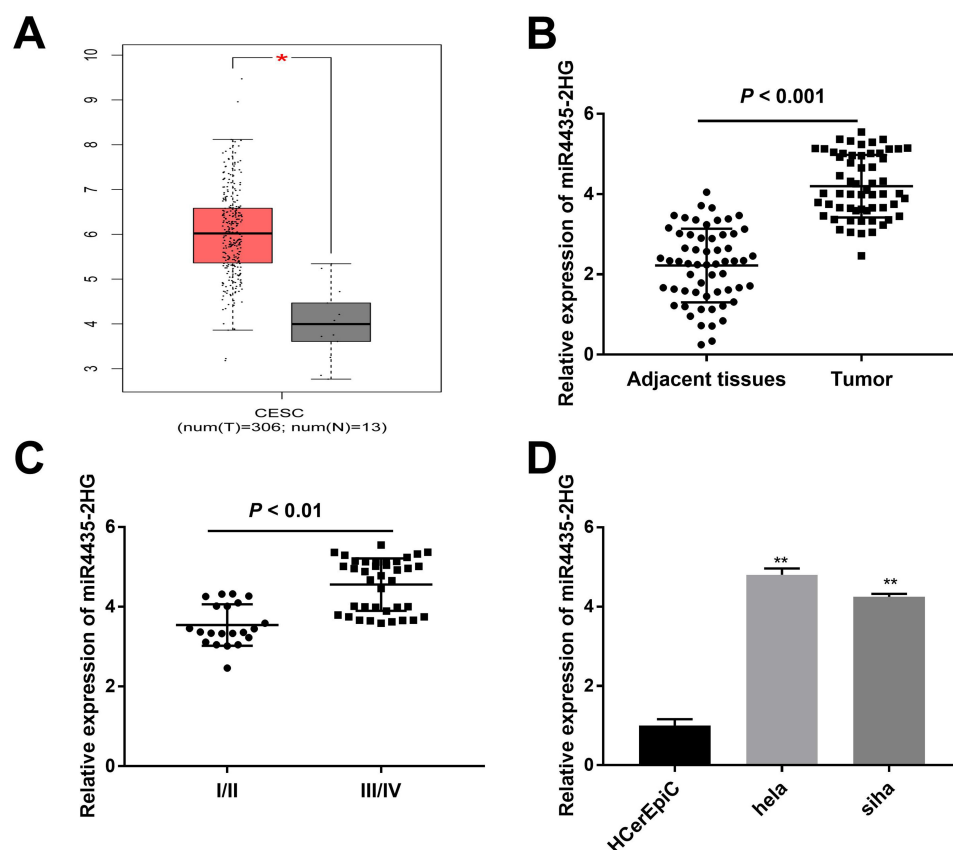 A
10
9
8
7
6
5
4
3
*
CESC
(num(T)=306; num(N)=13)
B
Relative expression of miR4435-2HG
P < 0.001
6
4
2
0
Adjacent tissues
Tumor
C
Relative expression of miR4435-2HG
P < 0.01
6
4
2
0
I/II
III/IV
D
Relative expression of miR4435-2HG
6
4
2
0
**
**
HCerEpiC
hela
siha